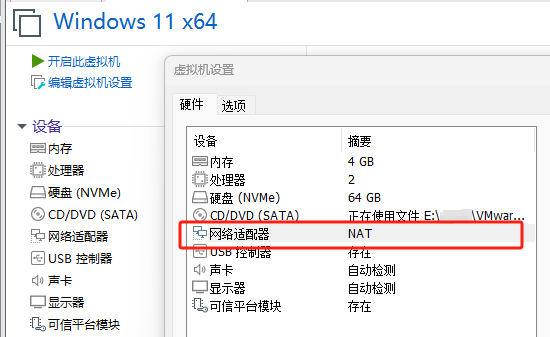 Windows 11 x64
开启此虚拟机
编辑虚拟机设置
设备
内存
处理器
硬盘 (NVMe)
CD/DVD (SATA)
网络适配器
USB 控制器
声卡
显示器
可信平台模块
虚拟机设置
硬件 选项
设备 摘要
内存 4 GB
处理器 2
硬盘 (NVMe) 64 GB
CD/DVD (SATA) 正在使用文件 E:\ \VMwar...
网络适配器 NAT
USB 控制器 存在
声卡 自动检测
显示器 自动检测
可信平台模块 存在